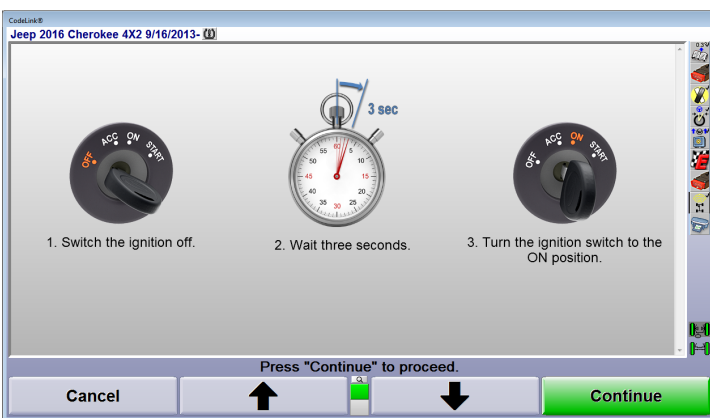 CodeLink®
Jeep 2016 Cherokee 4X2 9/16/2013-
OFF
ACC
ON
START
3 sec
60
5
10
15
20
25
30
35
40
45
50
55
OFF
ACC
ON
START
1. Switch the ignition off.
2. Wait three seconds.
3. Turn the ignition switch to the
ON position.
Press "Continue" to proceed.
Cancel
Continue